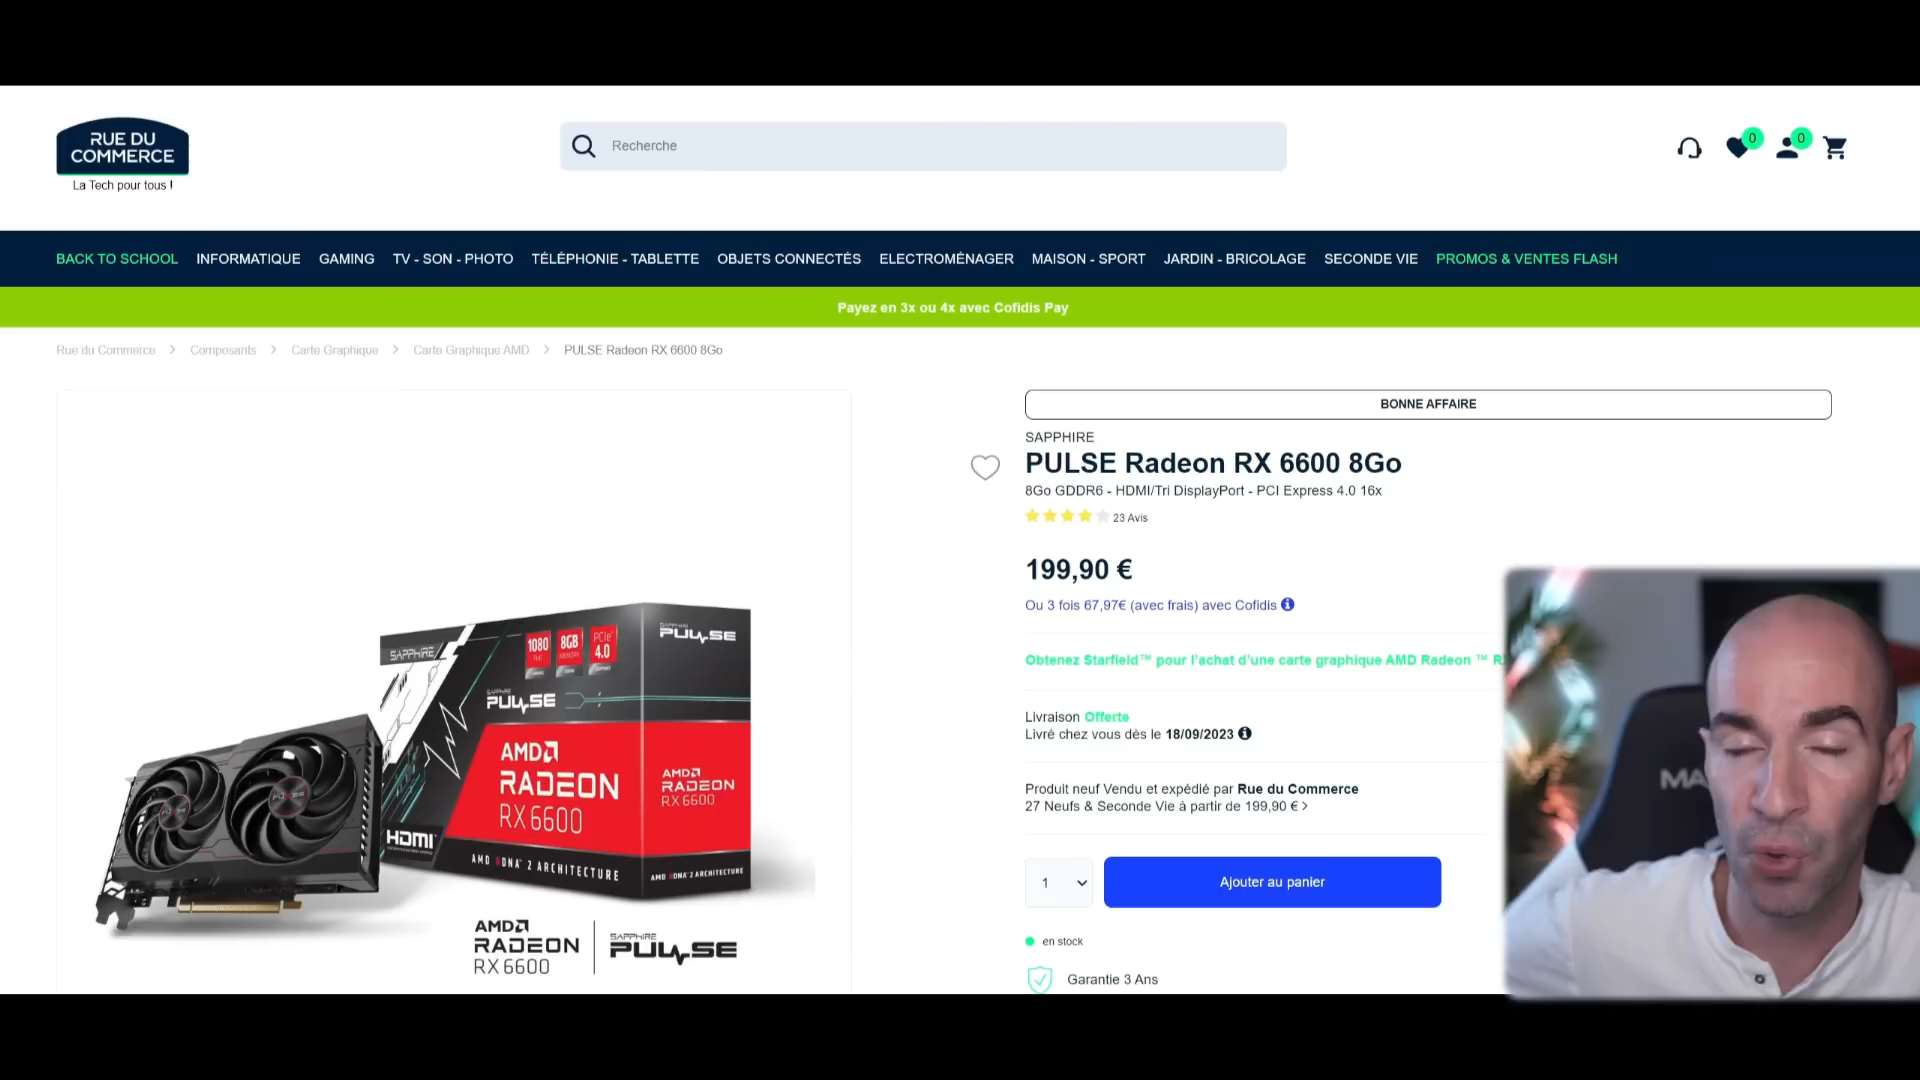 RUE DU
COMMERCE
La Tech pour tous !
Recherche
0
0
BACK TO SCHOOL INFORMATIQUE GAMING TV - SON - PHOTO TÉLÉPHONIE - TABLETTE OBJETS CONNECTÉS ELECTROMÉNAGER MAISON - SPORT JARDIN - BRICOLAGE SECONDE VIE PROMOS & VENTES FLASH
Payez en 3x ou 4x avec Cofidis Pay
Rue du Commerce > Composants > Carte Graphique > Carte Graphique AMD > PULSE Radeon RX 6600 8Go
BONNE AFFAIRE
SAPPHIRE
PULSE Radeon RX 6600 8Go
8Go GDDR6 - HDMI/Tri DisplayPort - PCI Express 4.0 16x
23 Avis
199,90 €
Ou 3 fois 67,97€ (avec frais) avec Cofidis
Obtenez Starfield™ pour l'achat d'une carte graphique AMD Radeon ™
Livraison Offerte
Livré chez vous dès le 18/09/2023
Produit neuf Vendu et expédié par Rue du Commerce
27 Neufs & Seconde Vie à partir de 199,90 € >
1
Ajouter au panier
en stock
Garantie 3 Ans
SAPPHIRE
1080
8GB
PCIe
4.0
SAPPHIRE
PULSE
AMD
RADEON
RX 6600
HDMI
AMD RDNA 2 ARCHITECTURE
SAPPHIRE
PULSE
AMD
RADEON
RX 6600
AMD RDNA 2 ARCHITECTURE
AMD
RADEON
RX 6600
SAPPHIRE
PULSE